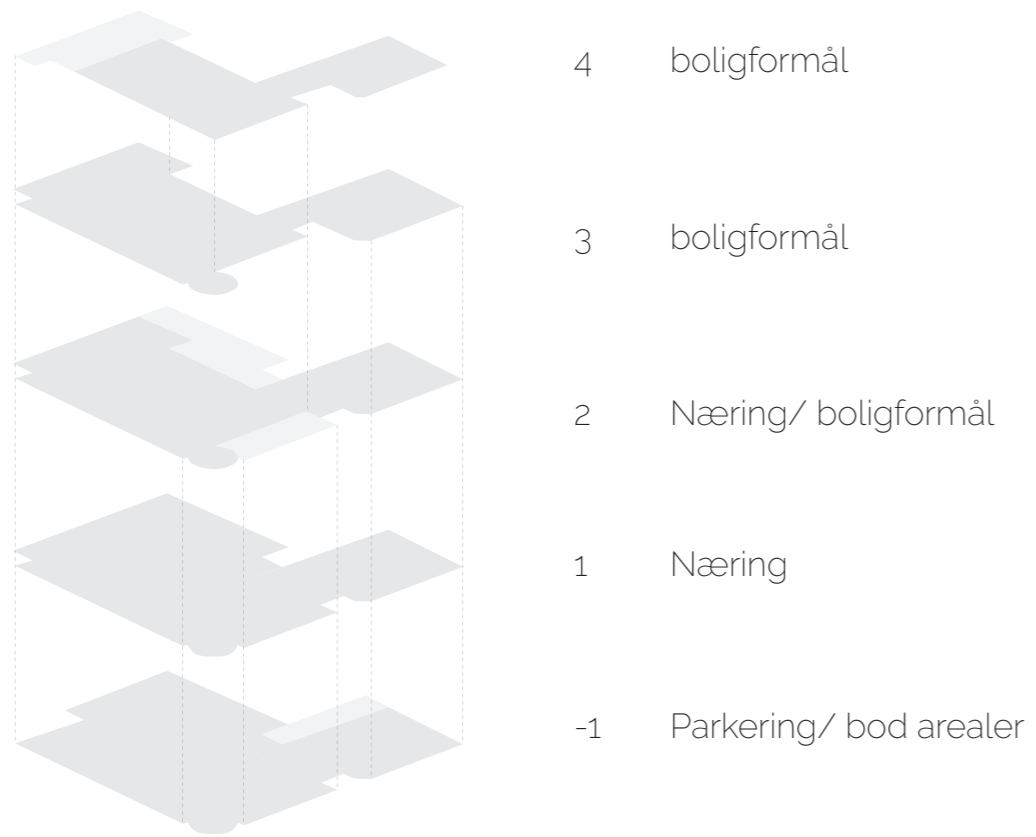 4 boligformål
3 boligformål
2 Næring/ boligformål
1 Næring
-1 Parkering/ bod arealer